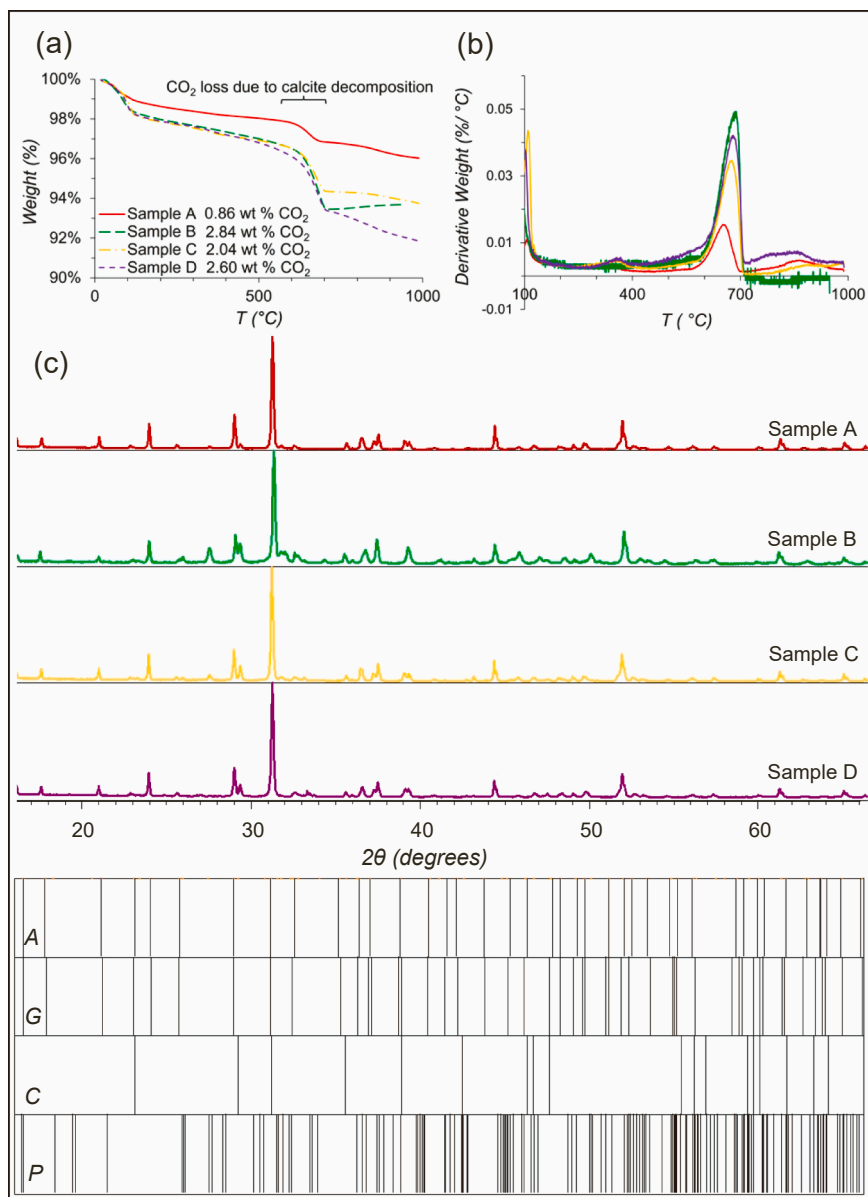 (a)
CO₂ loss due to calcite decomposition
100%
98%
96%
94%
92%
90%
Weight (%)
Sample A 0.86 wt % CO₂
Sample B 2.84 wt % CO₂
Sample C 2.04 wt % CO₂
Sample D 2.60 wt % CO₂
0
500
1000
T (°C)
(b)
0.05
0.03
0.01
-0.01
Derivative Weight (%/ °C)
100
400
700
1000
T ( °C)
(c)
Sample A
Sample B
Sample C
Sample D
20
30
40
50
60
2θ (degrees)
A
G
C
P